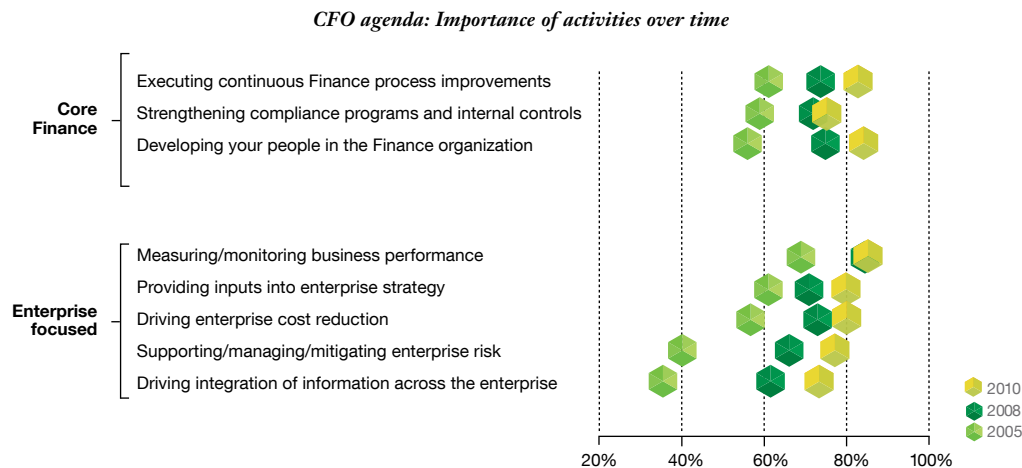 CFO agenda: Importance of activities over time
Core
Finance
Executing continuous Finance process improvements
Strengthening compliance programs and internal controls
Developing your people in the Finance organization
Enterprise
focused
Measuring/monitoring business performance
Providing inputs into enterprise strategy
Driving enterprise cost reduction
Supporting/managing/mitigating enterprise risk
Driving integration of information across the enterprise
2010
2008
2005
20% 40% 60% 80% 100%